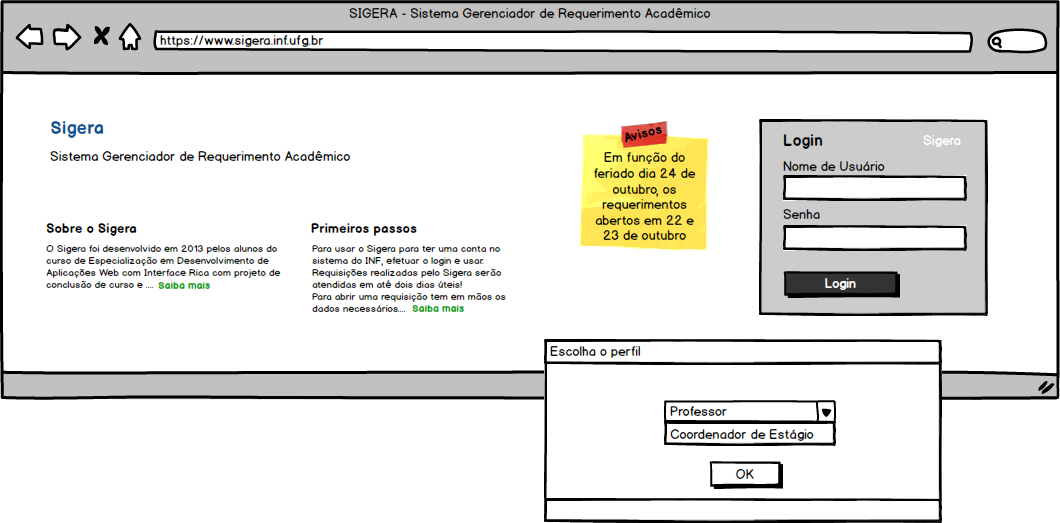 SIGERA - Sistema Gerenciador de Requerimento Acadêmico
https://www.sigera.inf.ufg.br
Sigera
Sistema Gerenciador de Requerimento Acadêmico
Sobre o Sigera
O Sigera foi desenvolvido em 2013 pelos alunos do
curso de Especialização em Desenvolvimento de
Aplicações Web com Interface Rica com projeto de
conclusão de curso e .... Saiba mais
Primeiros passos
Para usar o Sigera para ter uma conta no
sistema do INF, efetuar o login e usar.
Requisições realizadas pelo Sigera serão
atendidas em até dois dias úteis!
Para abrir uma requisição tem em mãos os
dados necessários.... Saiba mais
Avisos
Em função do
feriado dia 24 de
outubro, os
requerimentos
abertos em 22 e
23 de outubro
Login
Sigera
Nome de Usuário
Senha
Login
Escolha o perfil
Professor
Coordenador de Estágio
OK